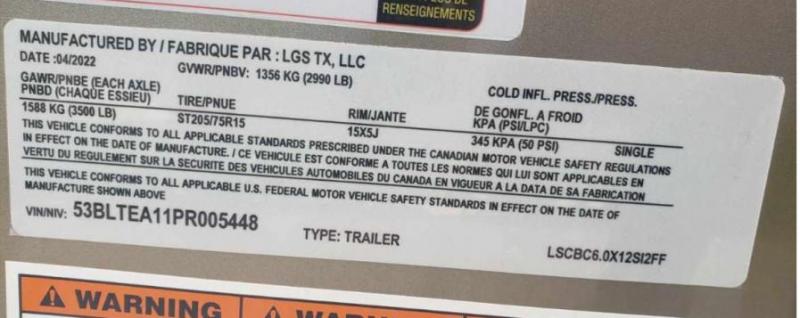 RENSEIGNEMENTS
MANUFACTURED BY / FABRIQUE PAR : LGS TX, LLC
DATE :04/2022 GVWR/PNBV: 1356 KG (2990 LB)
GAWR/PNBE (EACH AXLE) COLD INFL. PRESS./PRESS.
PNBD (CHAQUE ESSIEU) TIRE/PNUE RIM/JANTE DE GONFL. A FROID
KPA (PSI/LPC)
1588 KG (3500 LB) ST205/75R15 15X5J 345 KPA (50 PSI) SINGLE
THIS VEHICLE CONFORMS TO ALL APPLICABLE STANDARDS PRESCRIBED UNDER THE CANADIAN MOTOR VEHICLE SAFETY REGULATIONS
IN EFFECT ON THE DATE OF MANUFACTURE. / CE VEHICULE EST CONFORME A TOUTES LES NORMES QUI LUI SONT APPLICABLES EN
VERTU DU REGULEMENT SUR LA SECURITE DES VEHICULES AUTOMOBILES DU CANADA EN VIGUEUR A LA DATA DE SA FABRICATION
THIS VEHICLE CONFORMS TO ALL APPLICABLE U.S. FEDERAL MOTOR VEHICLE SAFETY STANDARDS IN EFFECT ON THE DATE OF
MANUFACTURE SHOWN ABOVE
VIN/NIV: 53BLTEA11PR005448 TYPE: TRAILER LSCBC6.0X12SI2FF
WARNING